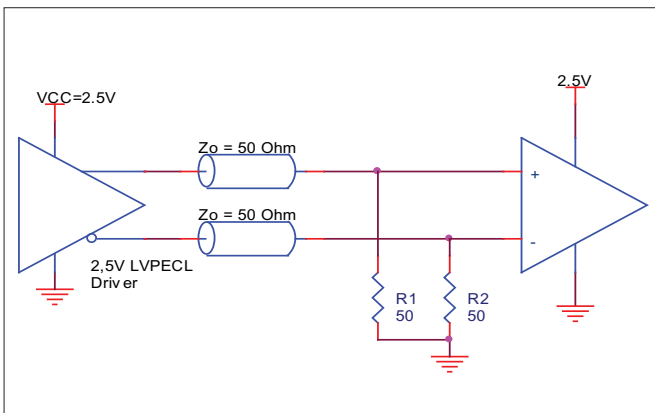 VCC=2.5V
2.5V
Zo = 50 Ohm
+
Zo = 50 Ohm
-
2,5V LVPECL
Driver
R1
50
R2
50